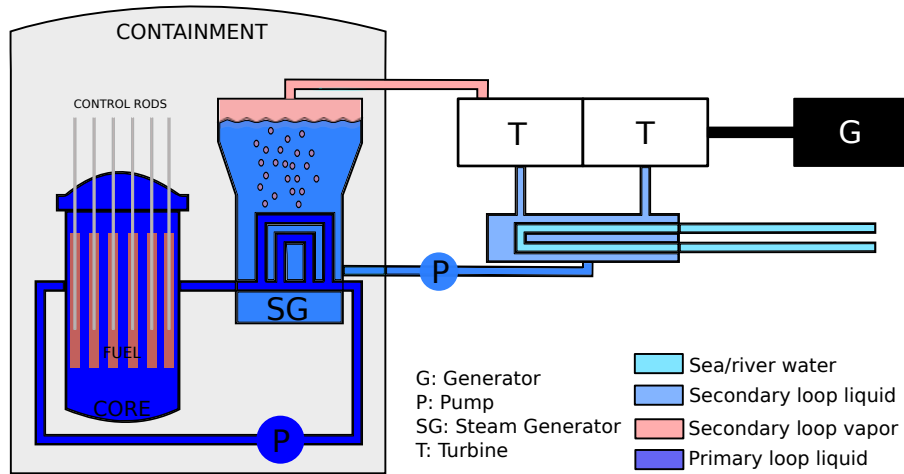 CONTAINMENT
CONTROL RODS
T
T
G
P
SG
FUEL
CORE
P
G: Generator
P: Pump
SG: Steam Generator
T: Turbine
Sea/river water
Secondary loop liquid
Secondary loop vapor
Primary loop liquid